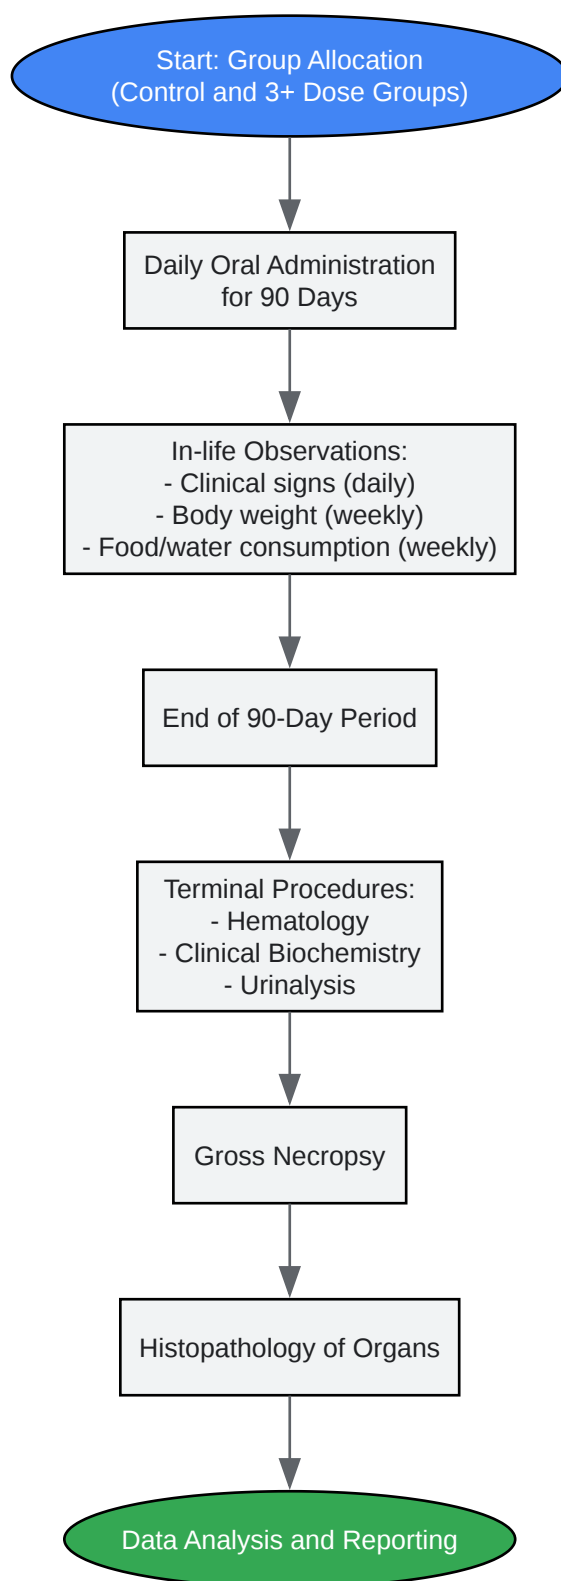 Start: Group Allocation
(Control and 3+ Dose Groups)
Daily Oral Administration
for 90 Days
In-life Observations:
- Clinical signs (daily)
- Body weight (weekly)
- Food/water consumption (weekly)
End of 90-Day Period
Terminal Procedures:
- Hematology
- Clinical Biochemistry
- Urinalysis
Gross Necropsy
Histopathology of Organs
Data Analysis and Reporting